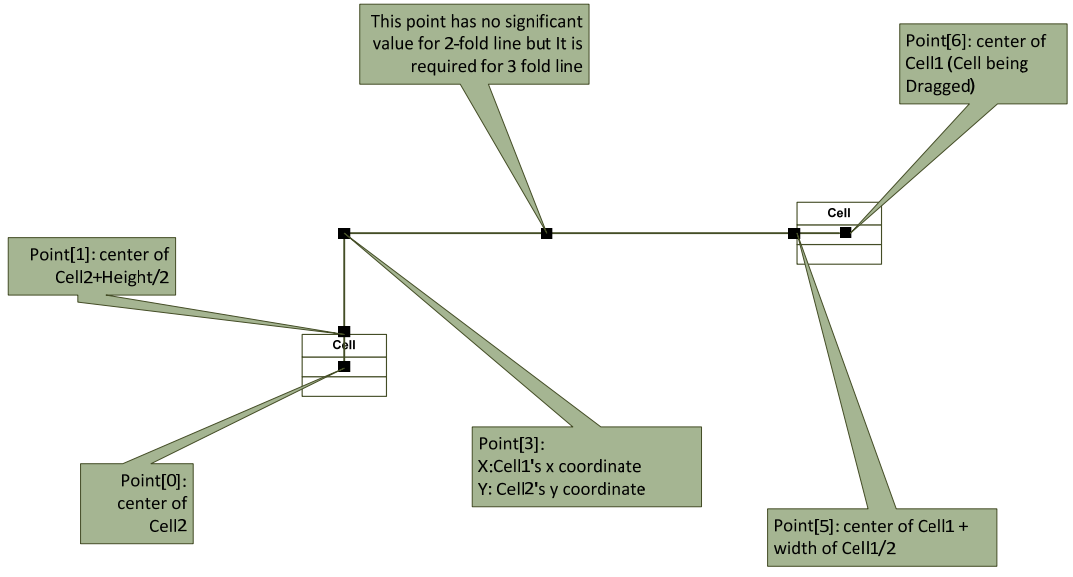 This point has no significant
value for 2-fold line but It is
required for 3 fold line
Point[6]: center of
Cell1 (Cell being
Dragged)
Cell
Point[1]: center of
Cell2+Height/2
Cell
Point[3]:
X:Cell1's x coordinate
Y: Cell2's y coordinate
Point[0]:
center of
Cell2
Point[5]: center of Cell1 +
width of Cell1/2